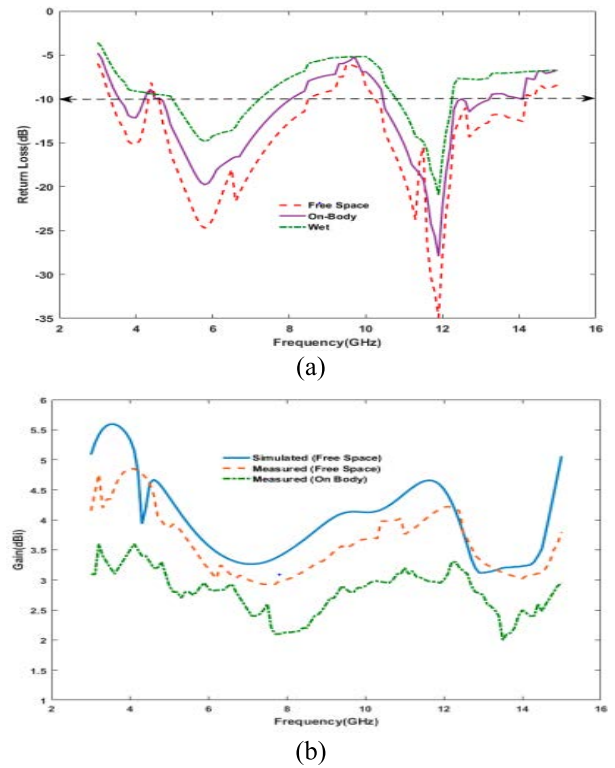 0
-5
-10
-15
-20
-25
-30
-35
Return Loss(dB)
Free Space
On-Body
Wet
2 4 6 8 10 12 14 16
Frequency(GHz)
(a)
6
5.5
5
4.5
4
3.5
3
2.5
2
1.5
1
Gain(dBi)
Simulated (Free Space)
Measured (Free Space)
Measured (On Body)
2 4 6 8 10 12 14 16
Frequency(GHz)
(b)